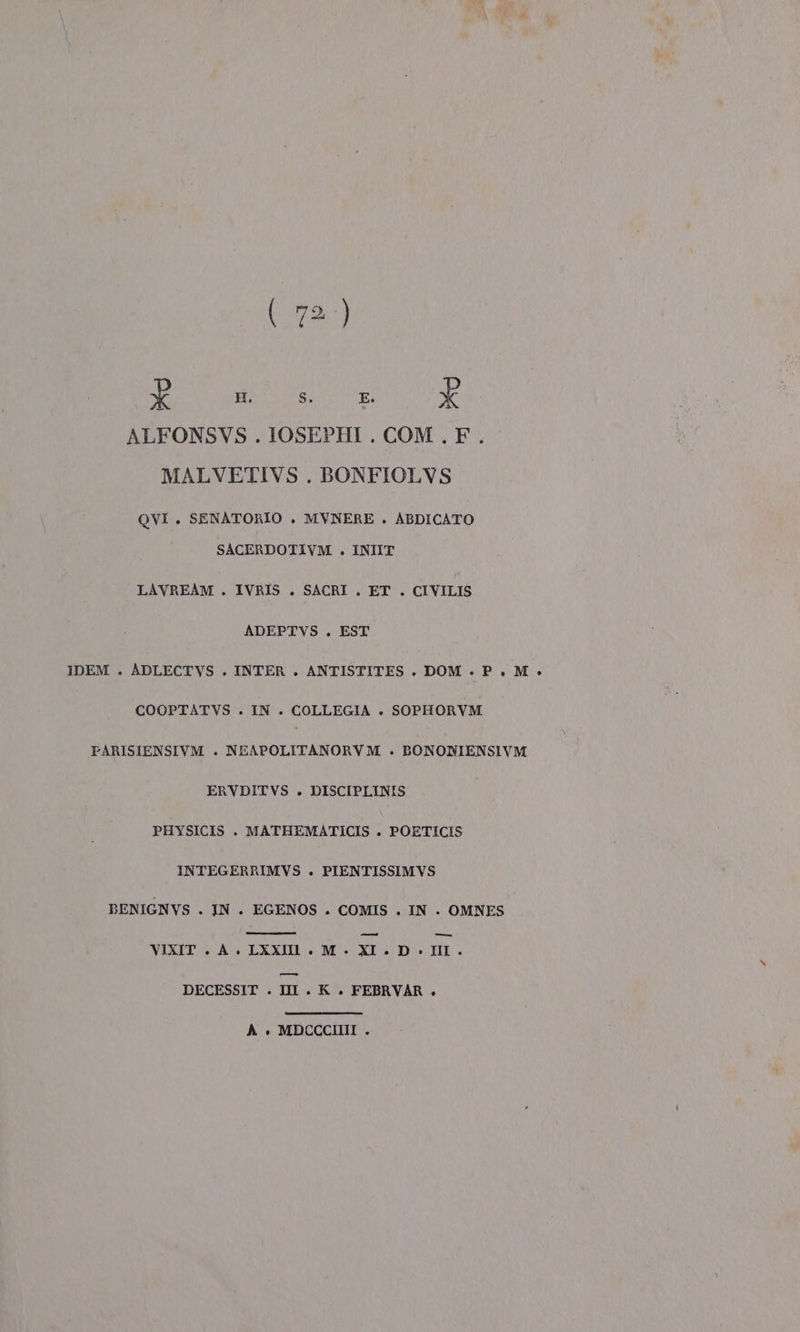 ( 72 )
☧ H. S. E. ☧
ALFONSVS . IOSEPHI . COM . F .
MALVETIVS . BONFIOLVS
QVI . SENATORIO . MVNERE . ABDICATO
SACERDOTIVM . INIIT
LAVREAM . IVRIS . SACRI . ET . CIVILIS
ADEPTVS . EST
IDEM . ADLECTVS . INTER . ANTISTITES . DOM . P . M .
COOPTATVS . IN . COLLEGIA . SOPHORVM
PARISIENSIVM . NEAPOLITANORVM . BONONIENSIVM
ERVDITVS . DISCIPLINIS
PHYSICIS . MATHEMATICIS . POETICIS
INTEGERRIMVS . PIENTISSIMVS
BENIGNVS . IN . EGENOS . COMIS . IN . OMNES
VIXIT . A . LXXIII . M . XI . D . III .
DECESSIT . III . K . FEBRVAR .
A . MDCCCIIII .